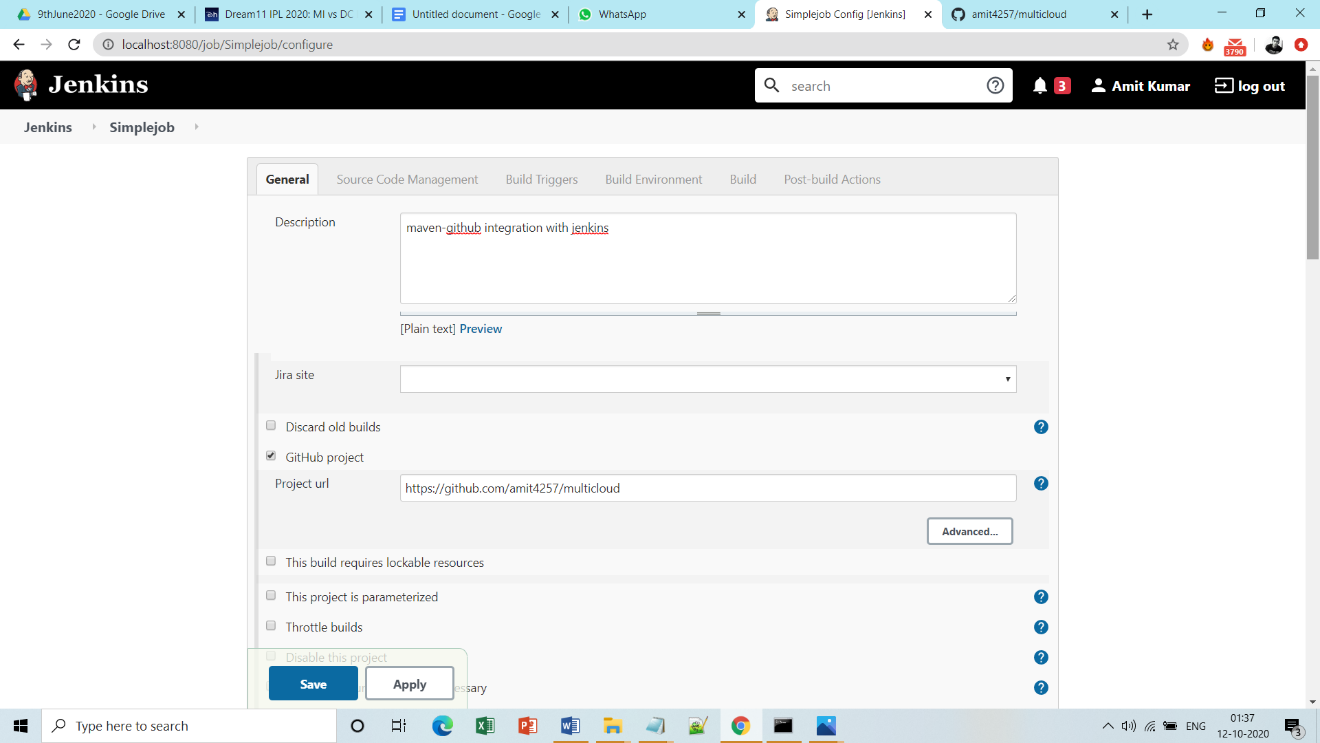 9thJune2020 - Google Drive
Dream11 IPL 2020: MI vs DC
Untitled document - Google
WhatsApp
Simplejob Config [Jenkins]
amit4257/multicloud
localhost:8080/job/Simplejob/configure
3790
Jenkins
search
3
Amit Kumar
log out
Jenkins
Simplejob
General
Source Code Management
Build Triggers
Build Environment
Build
Post-build Actions
Description
maven-github integration with jenkins
[Plain text] Preview
Jira site
Discard old builds
GitHub project
Project url
https://github.com/amit4257/multicloud
Advanced...
This build requires lockable resources
This project is parameterized
Throttle builds
Disable this project
essary
Save
Apply
Type here to search
ENG
01:37
12-10-2020
3